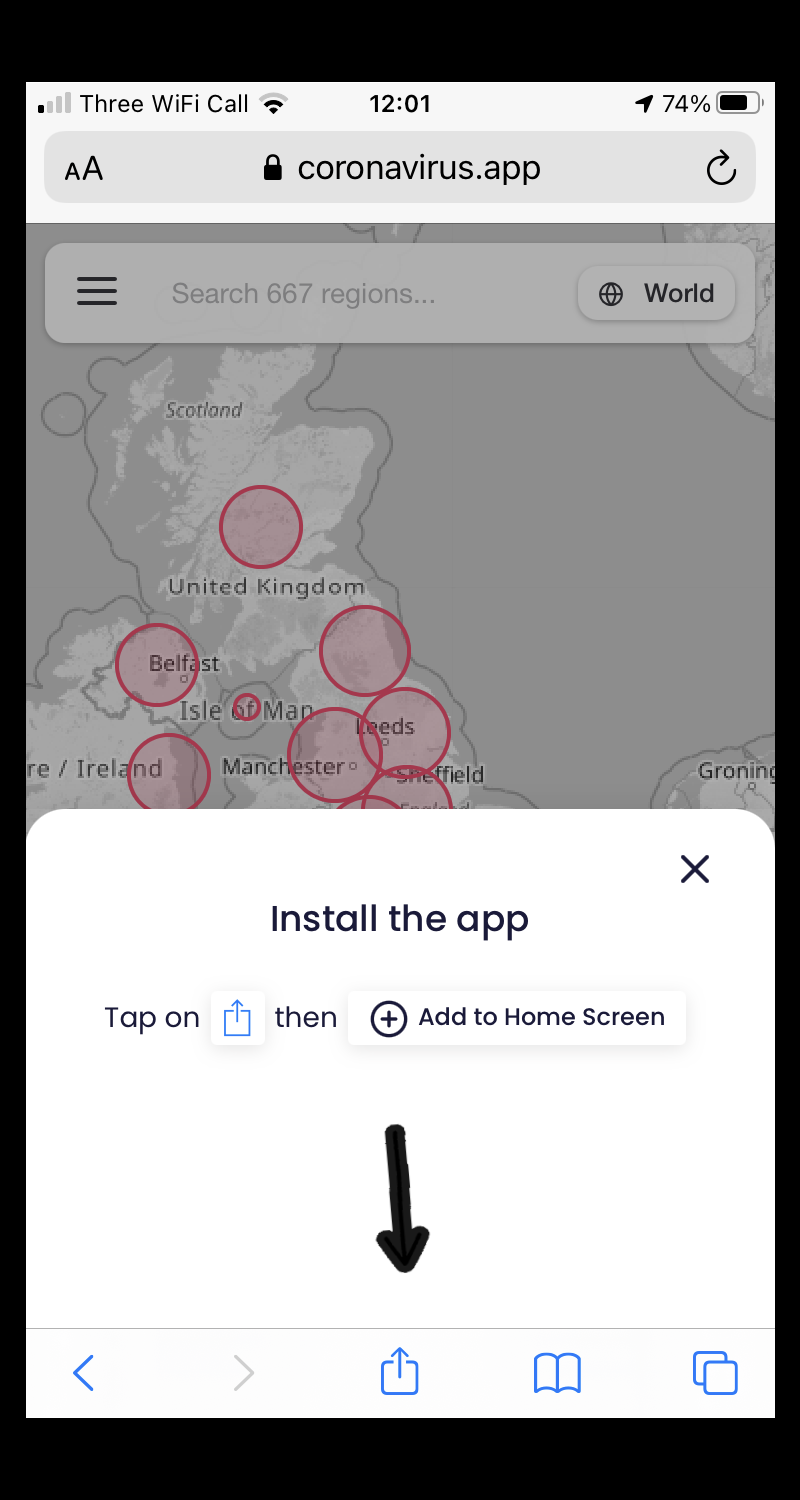 Three WiFi Call 12:01 74%
AA coronavirus.app
Search 667 regions... World
Scotland
United Kingdom
Belfast
Isle of Man
Leeds
re / Ireland Manchester Sheffield Groning
England
Install the app
Tap on then Add to Home Screen